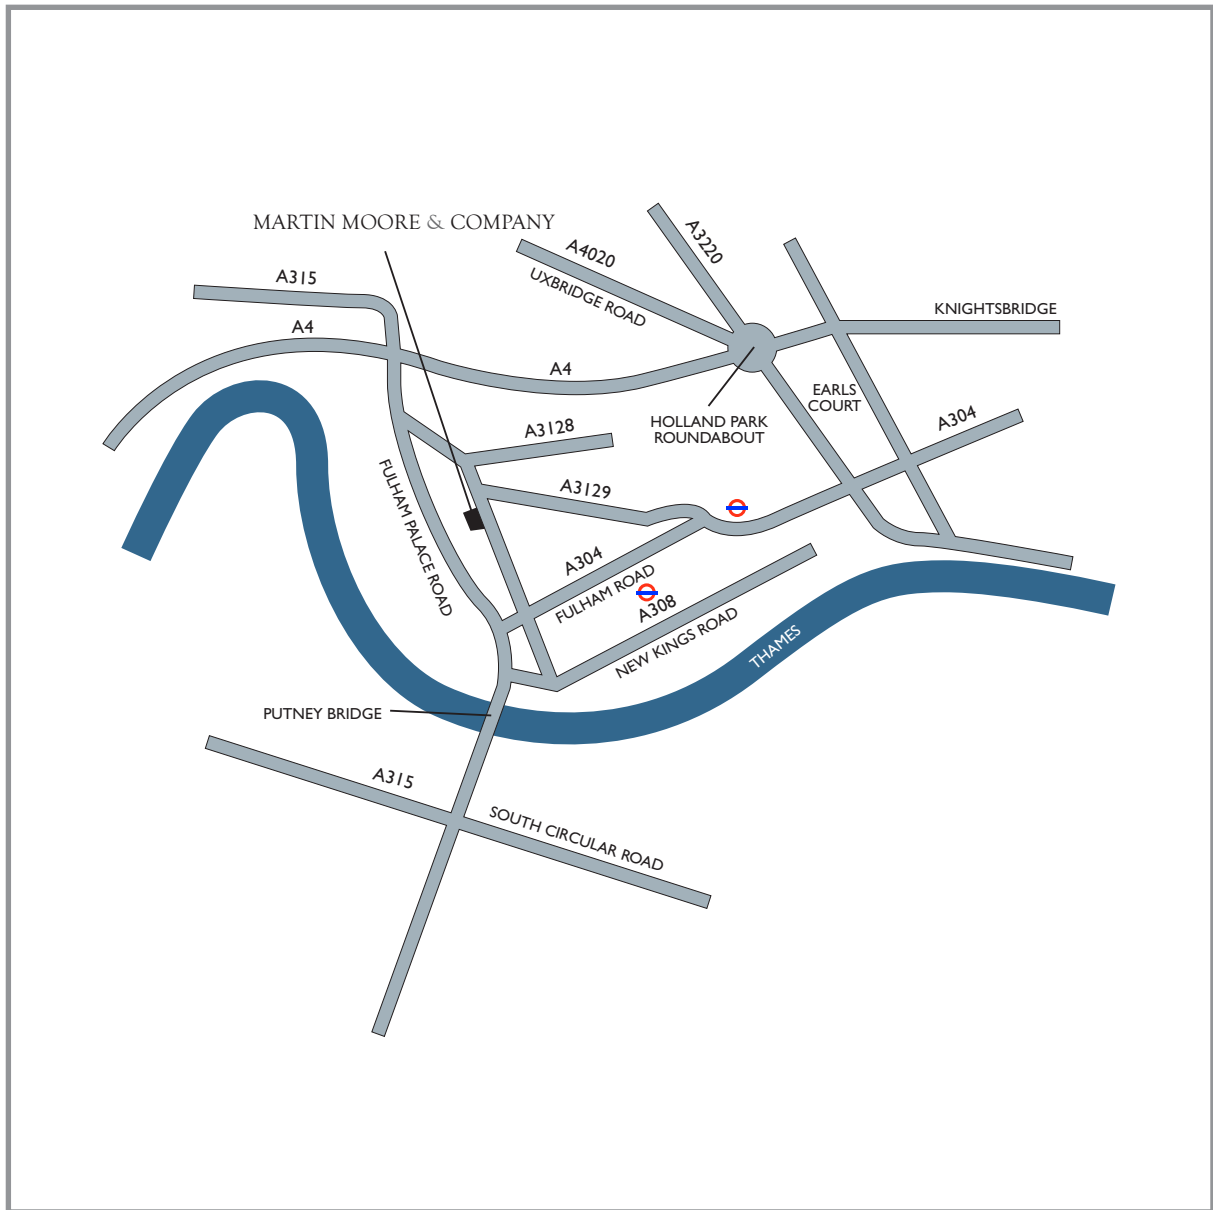 MARTIN MOORE & COMPANY
A3220
A4020
UXBRIDGE ROAD
A315
KNIGHTSBRIDGE
A4
A4
EARLS
COURT
HOLLAND PARK
ROUNDABOUT
A304
A3128
A3129
FULHAM PALACE ROAD
A304
FULHAM ROAD
A308
NEW KINGS ROAD
THAMES
PUTNEY BRIDGE
A315
SOUTH CIRCULAR ROAD